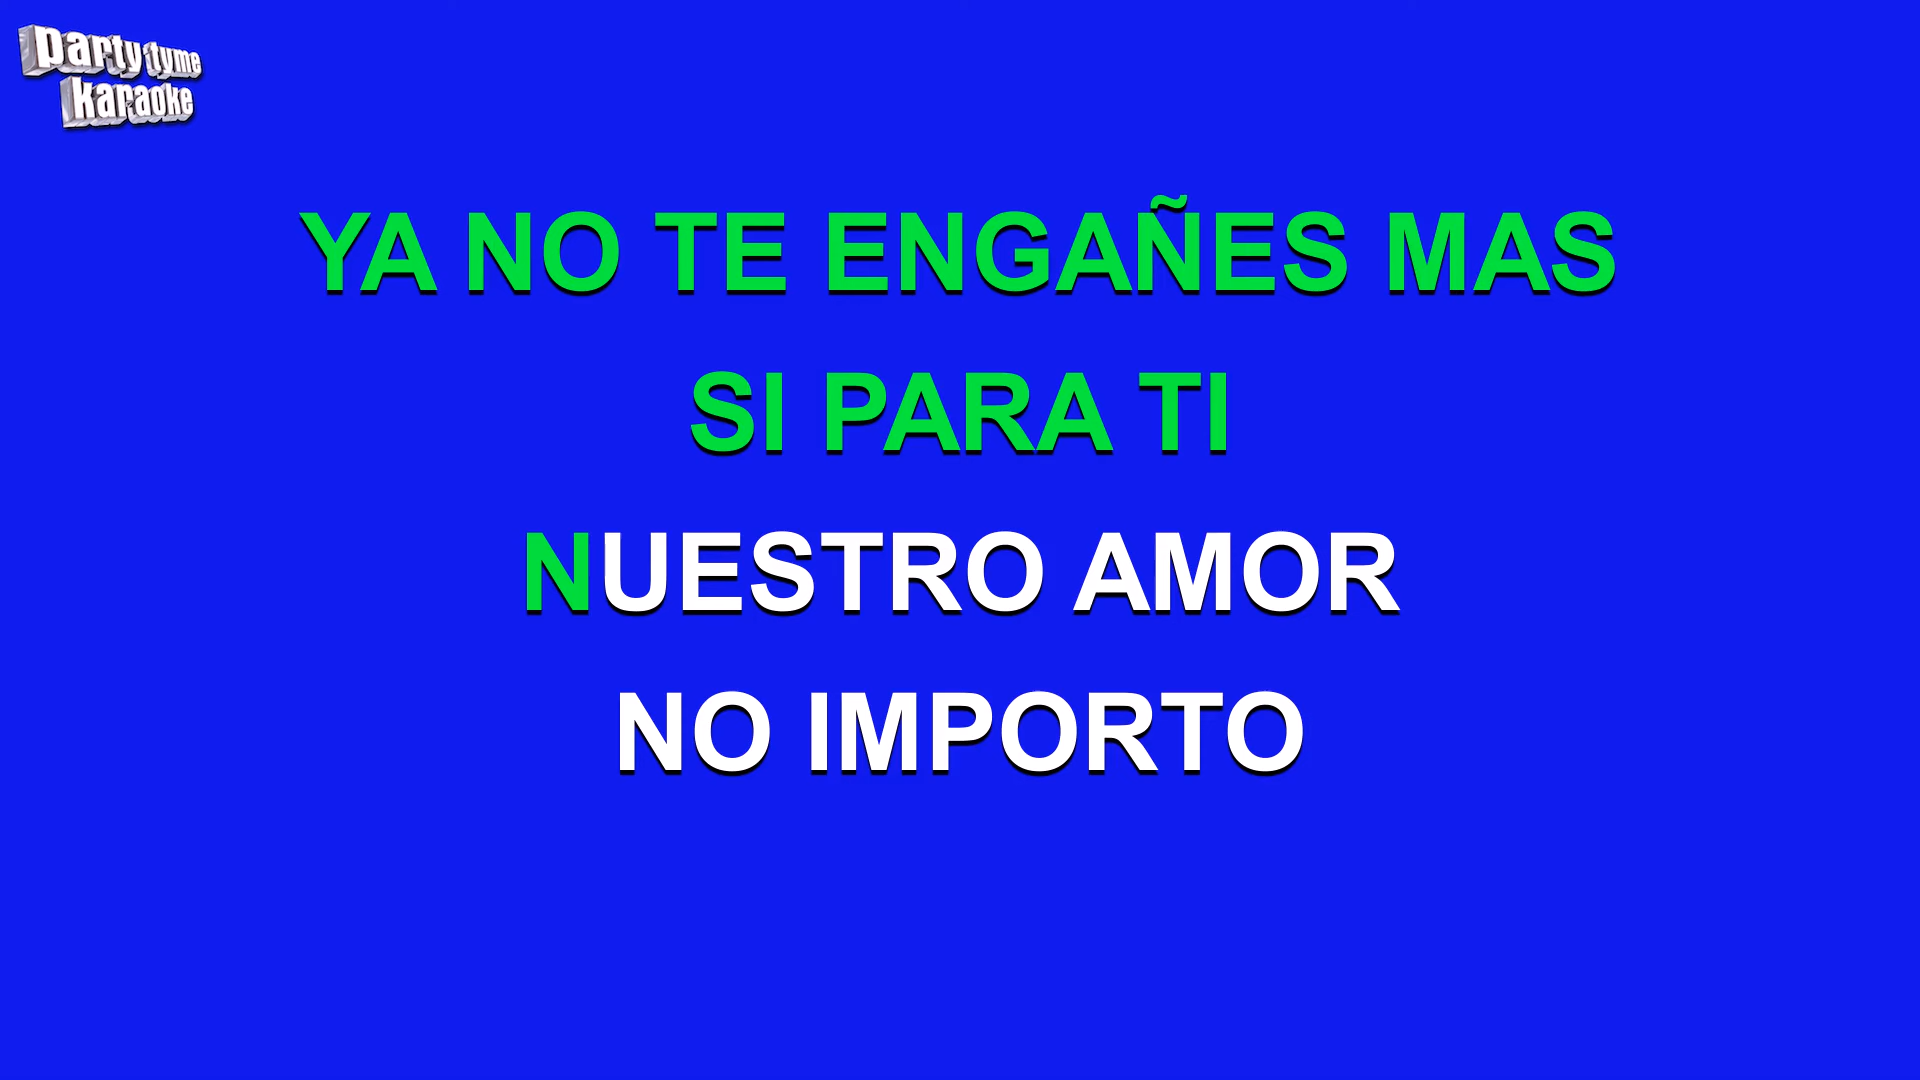 party tyme
karaoke
YA NO TE ENGAÑES MAS
SI PARA TI
NUESTRO AMOR
NO IMPORTO